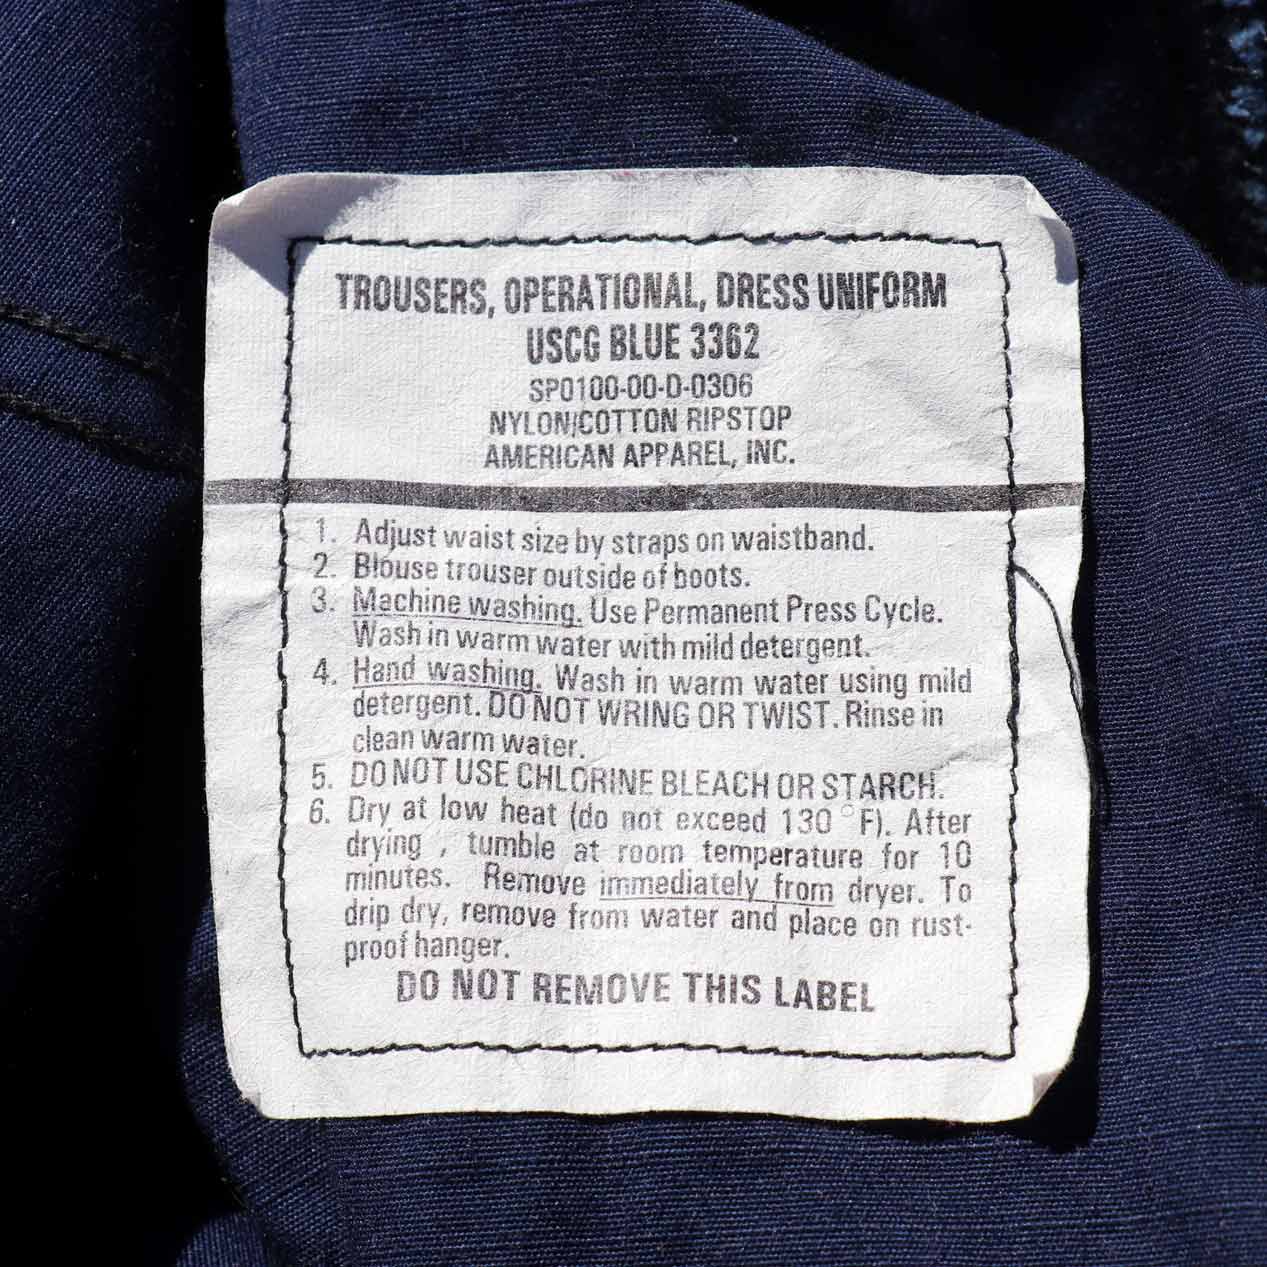 TROUSERS, OPERATIONAL, DRESS UNIFORM
USCG BLUE 3362
SP0100-00-D-0306
NYLON/COTTON RIPSTOP
AMERICAN APPAREL, INC.
1. Adjust waist size by straps on waistband.
2. Blouse trouser outside of boots.
3. Machine washing. Use Permanent Press Cycle.
Wash in warm water with mild detergent.
4. Hand washing. Wash in warm water using mild
detergent. DO NOT WRING OR TWIST. Rinse in
clean warm water.
5. DO NOT USE CHLORINE BLEACH OR STARCH.
6. Dry at low heat (do not exceed 130° F). After
drying , tumble at room temperature for 10
minutes. Remove immediately from dryer. To
drip dry, remove from water and place on rust-
proof hanger.
DO NOT REMOVE THIS LABEL